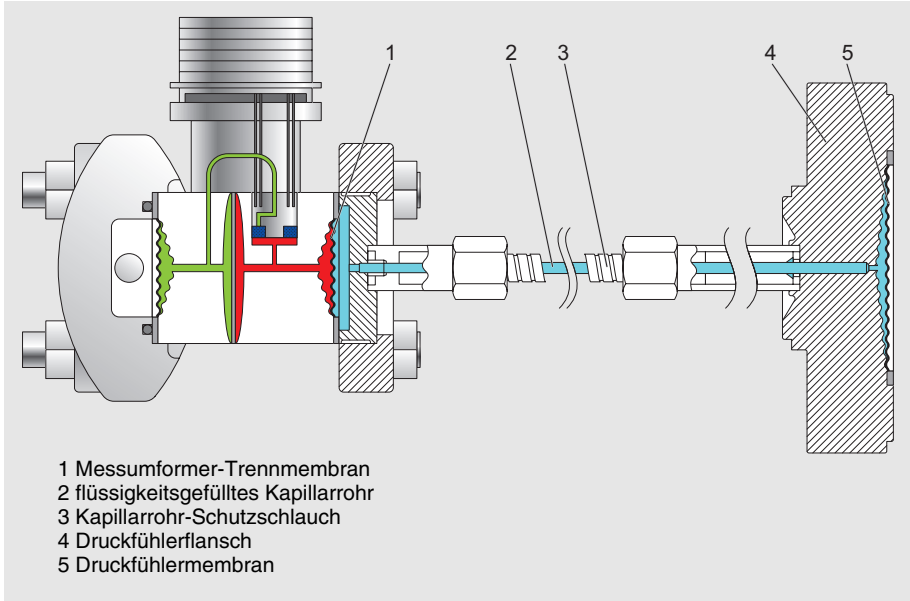 1
2
3
4
5
1 Messumformer-Trennmembran
2 flüssigkeitsgefülltes Kapillarrohr
3 Kapillarrohr-Schutzschlauch
4 Druckfühlerflansch
5 Druckfühlermembran